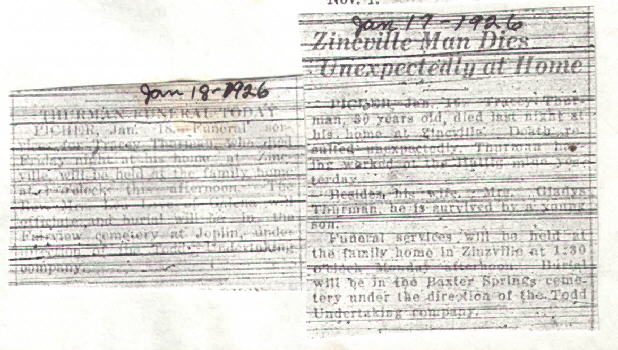 Nov. 1.
Jan 18-1926
THURMAN FUNERAL TODAY
PICHER, Jan. 18.—Funeral ser-
for Tracey Thurman, who died
Friday night at his home at Zinc-
ville, will be held at the family home
at o'clock this afternoon. The
Rev.
officiate and burial will be in the
Fairview cemetery at Joplin, under
direction of the Todd Undertaking
company.
Jan 17-1926
Zincville Man Dies
Unexpectedly at Home
PICHER, Jan. 16.—Tracey Thur-
man, 30 years old, died last night at
his home at Zincville. Death re-
sulted unexpectedly. Thurman hav-
ing worked at the mine yes-
terday.
Besides his wife, Mrs. Gladys
Thurman, he is survived by a young
son.
Funeral services will be held at
the family home in Zinzville at 1:30
o'clock Monday afternoon. Burial
will be in the Baxter Springs ceme-
tery under the direction of the Todd
Undertaking company.